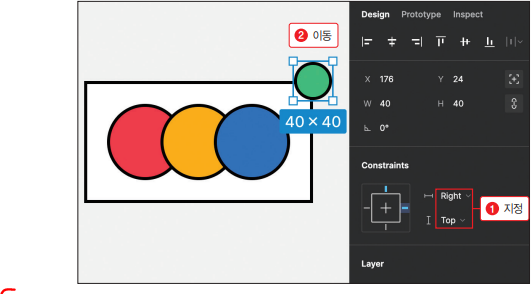 Design Prototype Inspect
❷ 이동
X 176 Y 24
W 40 H 40
40 × 40
0°
Constraints
Right
❶ 지정
Top
Layer